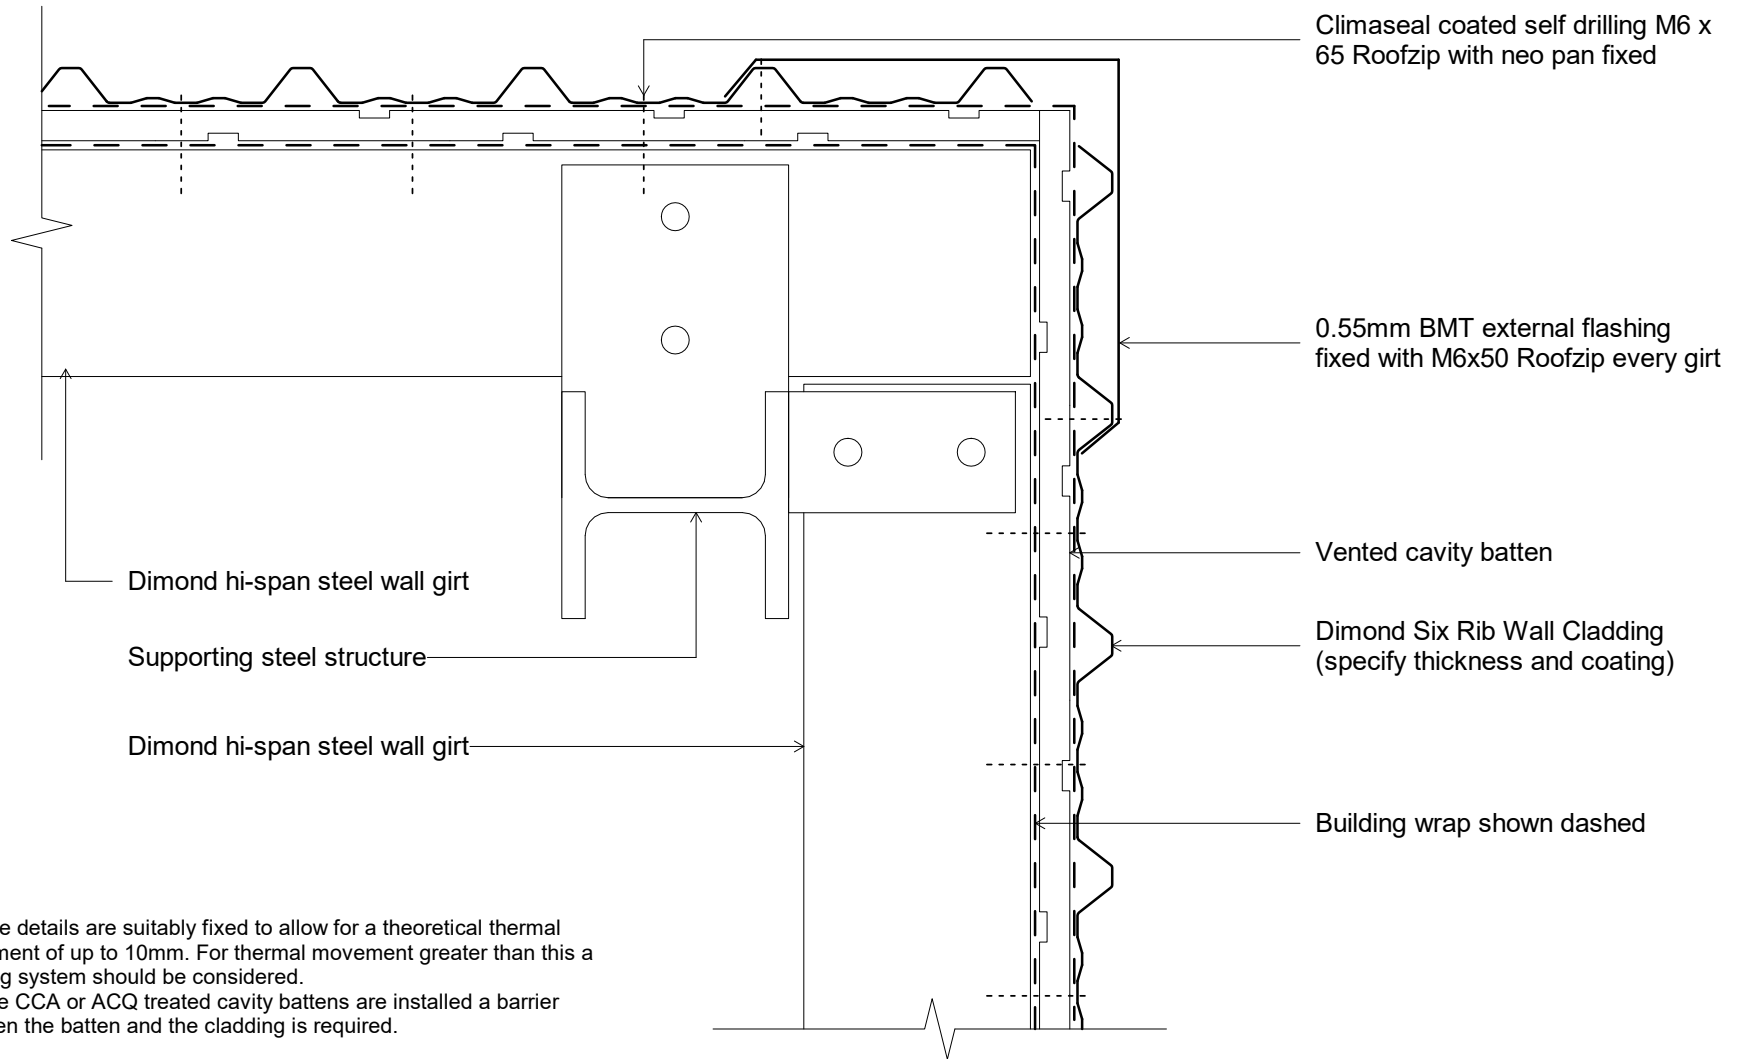 Climaseal coated self drilling M6 x
65 Roofzip with neo pan fixed
0.55mm BMT external flashing
fixed with M6x50 Roofzip every girt
Vented cavity batten
Dimond hi-span steel wall girt
Dimond Six Rib Wall Cladding
(specify thickness and coating)
Supporting steel structure
Dimond hi-span steel wall girt
Building wrap shown dashed
details are suitably fixed to allow for a theoretical thermal
of up to 10mm. For thermal movement greater than this a
system should be considered.
CCA or ACQ treated cavity battens are installed a barrier
the batten and the cladding is required.